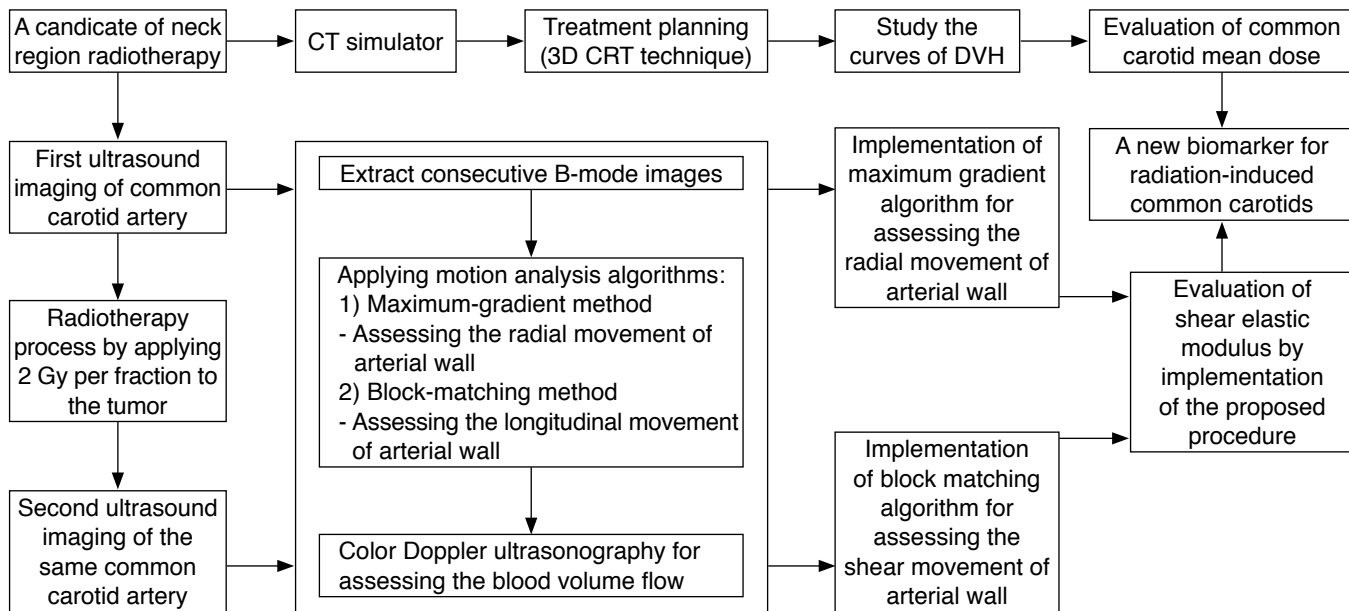 A candicate of neck
region radiotherapy
CT simulator
Treatment planning
(3D CRT technique)
Study the
curves of DVH
Evaluation of common
carotid mean dose
First ultrasound
imaging of common
carotid artery
Extract consecutive B-mode images
Implementation of
maximum gradient
algorithm for
assessing the
radial movement of
arterial wall
A new biomarker for
radiation-induced
common carotids
Applying motion analysis algorithms:
1) Maximum-gradient method
- Assessing the radial movement of
arterial wall
2) Block-matching method
- Assessing the longitudinal movement
of arterial wall
Radiotherapy
process by applying
2 Gy per fraction to
the tumor
Evaluation of
shear elastic
modulus by
implementation
of the proposed
procedure
Second ultrasound
imaging of the
same common
carotid artery
Color Doppler ultrasonography for
assessing the blood volume flow
Implementation
of block matching
algorithm for
assessing the
shear movement of
arterial wall